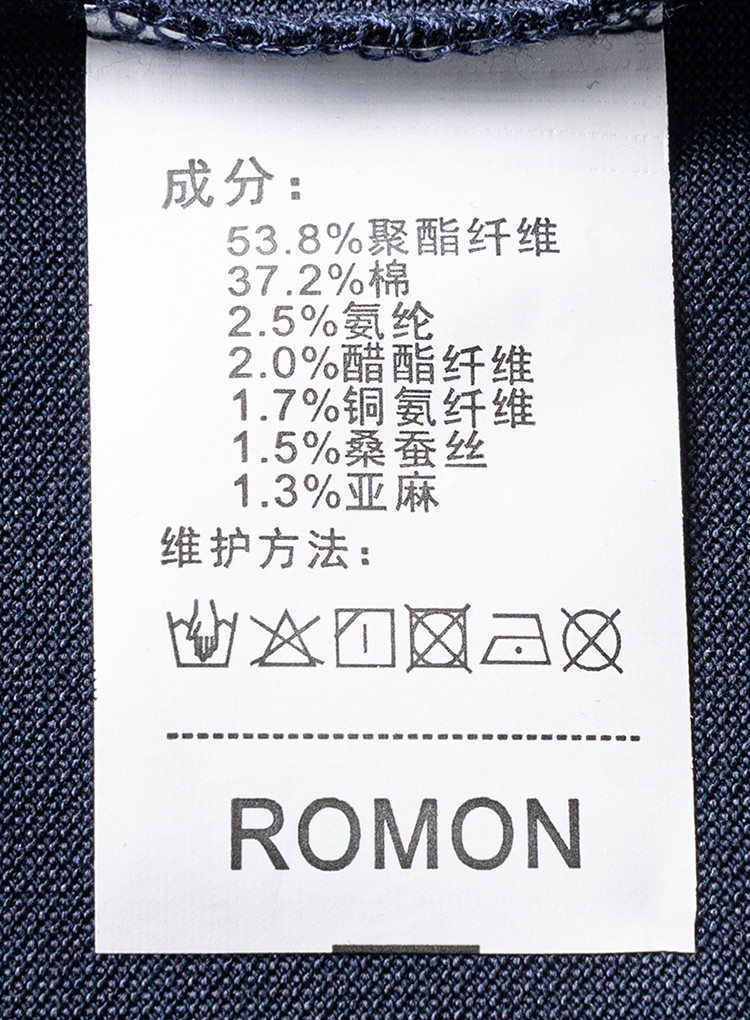 成分：
53.8%聚酯纤维
37.2%棉
2.5%氨纶
2.0%醋酯纤维
1.7%铜氨纤维
1.5%桑蚕丝
1.3%亚麻
维护方法：
ROMON